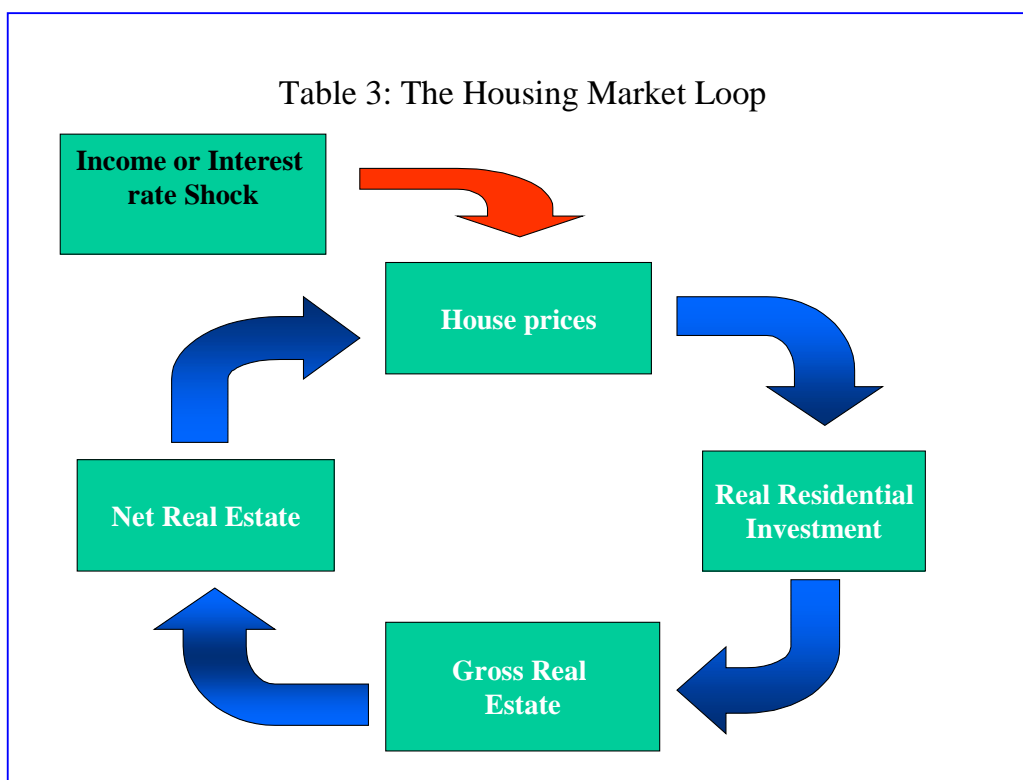 Table 3: The Housing Market Loop
Income or Interest
rate Shock
House prices
Net Real Estate
Real Residential
Investment
Gross Real
Estate